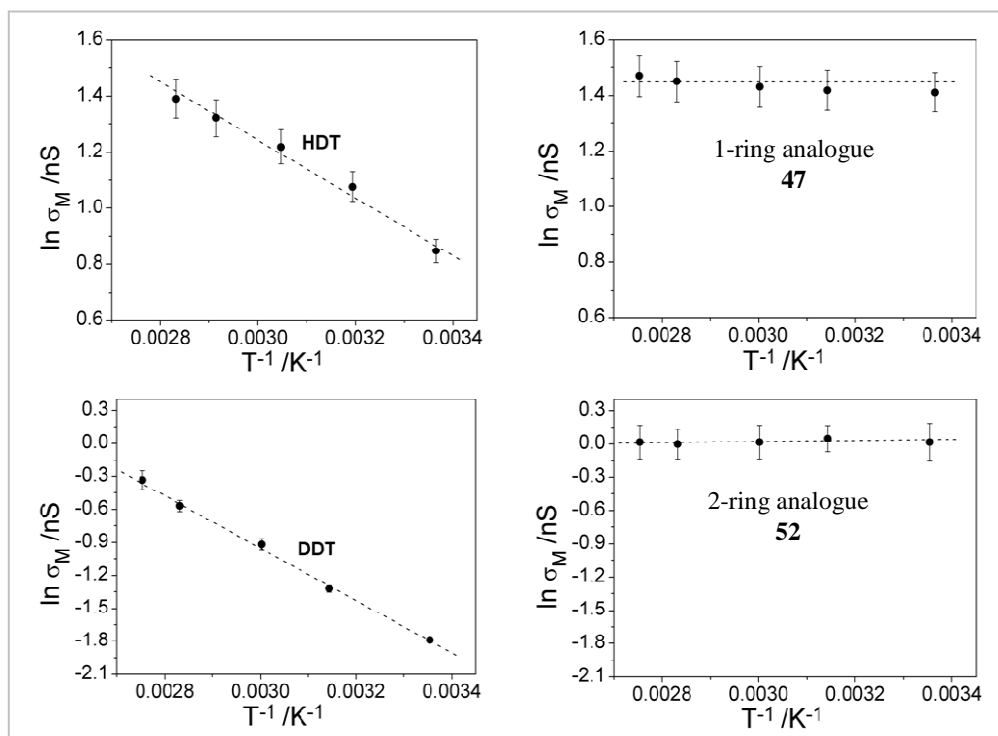 1.6
1.4
1.2
1.0
0.8
0.6
ln σM /nS
HDT
0.0028 0.0030 0.0032 0.0034
T-1 /K-1
1.6
1.4
1.2
1.0
0.8
0.6
ln σM /nS
1-ring analogue
47
0.0028 0.0030 0.0032 0.0034
T-1 /K-1
0.3
0.0
-0.3
-0.6
-0.9
-1.2
-1.5
-1.8
-2.1
ln σM /nS
DDT
0.0028 0.0030 0.0032 0.0034
T-1 /K-1
0.3
0.0
-0.3
-0.6
-0.9
-1.2
-1.5
-1.8
-2.1
ln σM /nS
2-ring analogue
52
0.0028 0.0030 0.0032 0.0034
T-1 /K-1